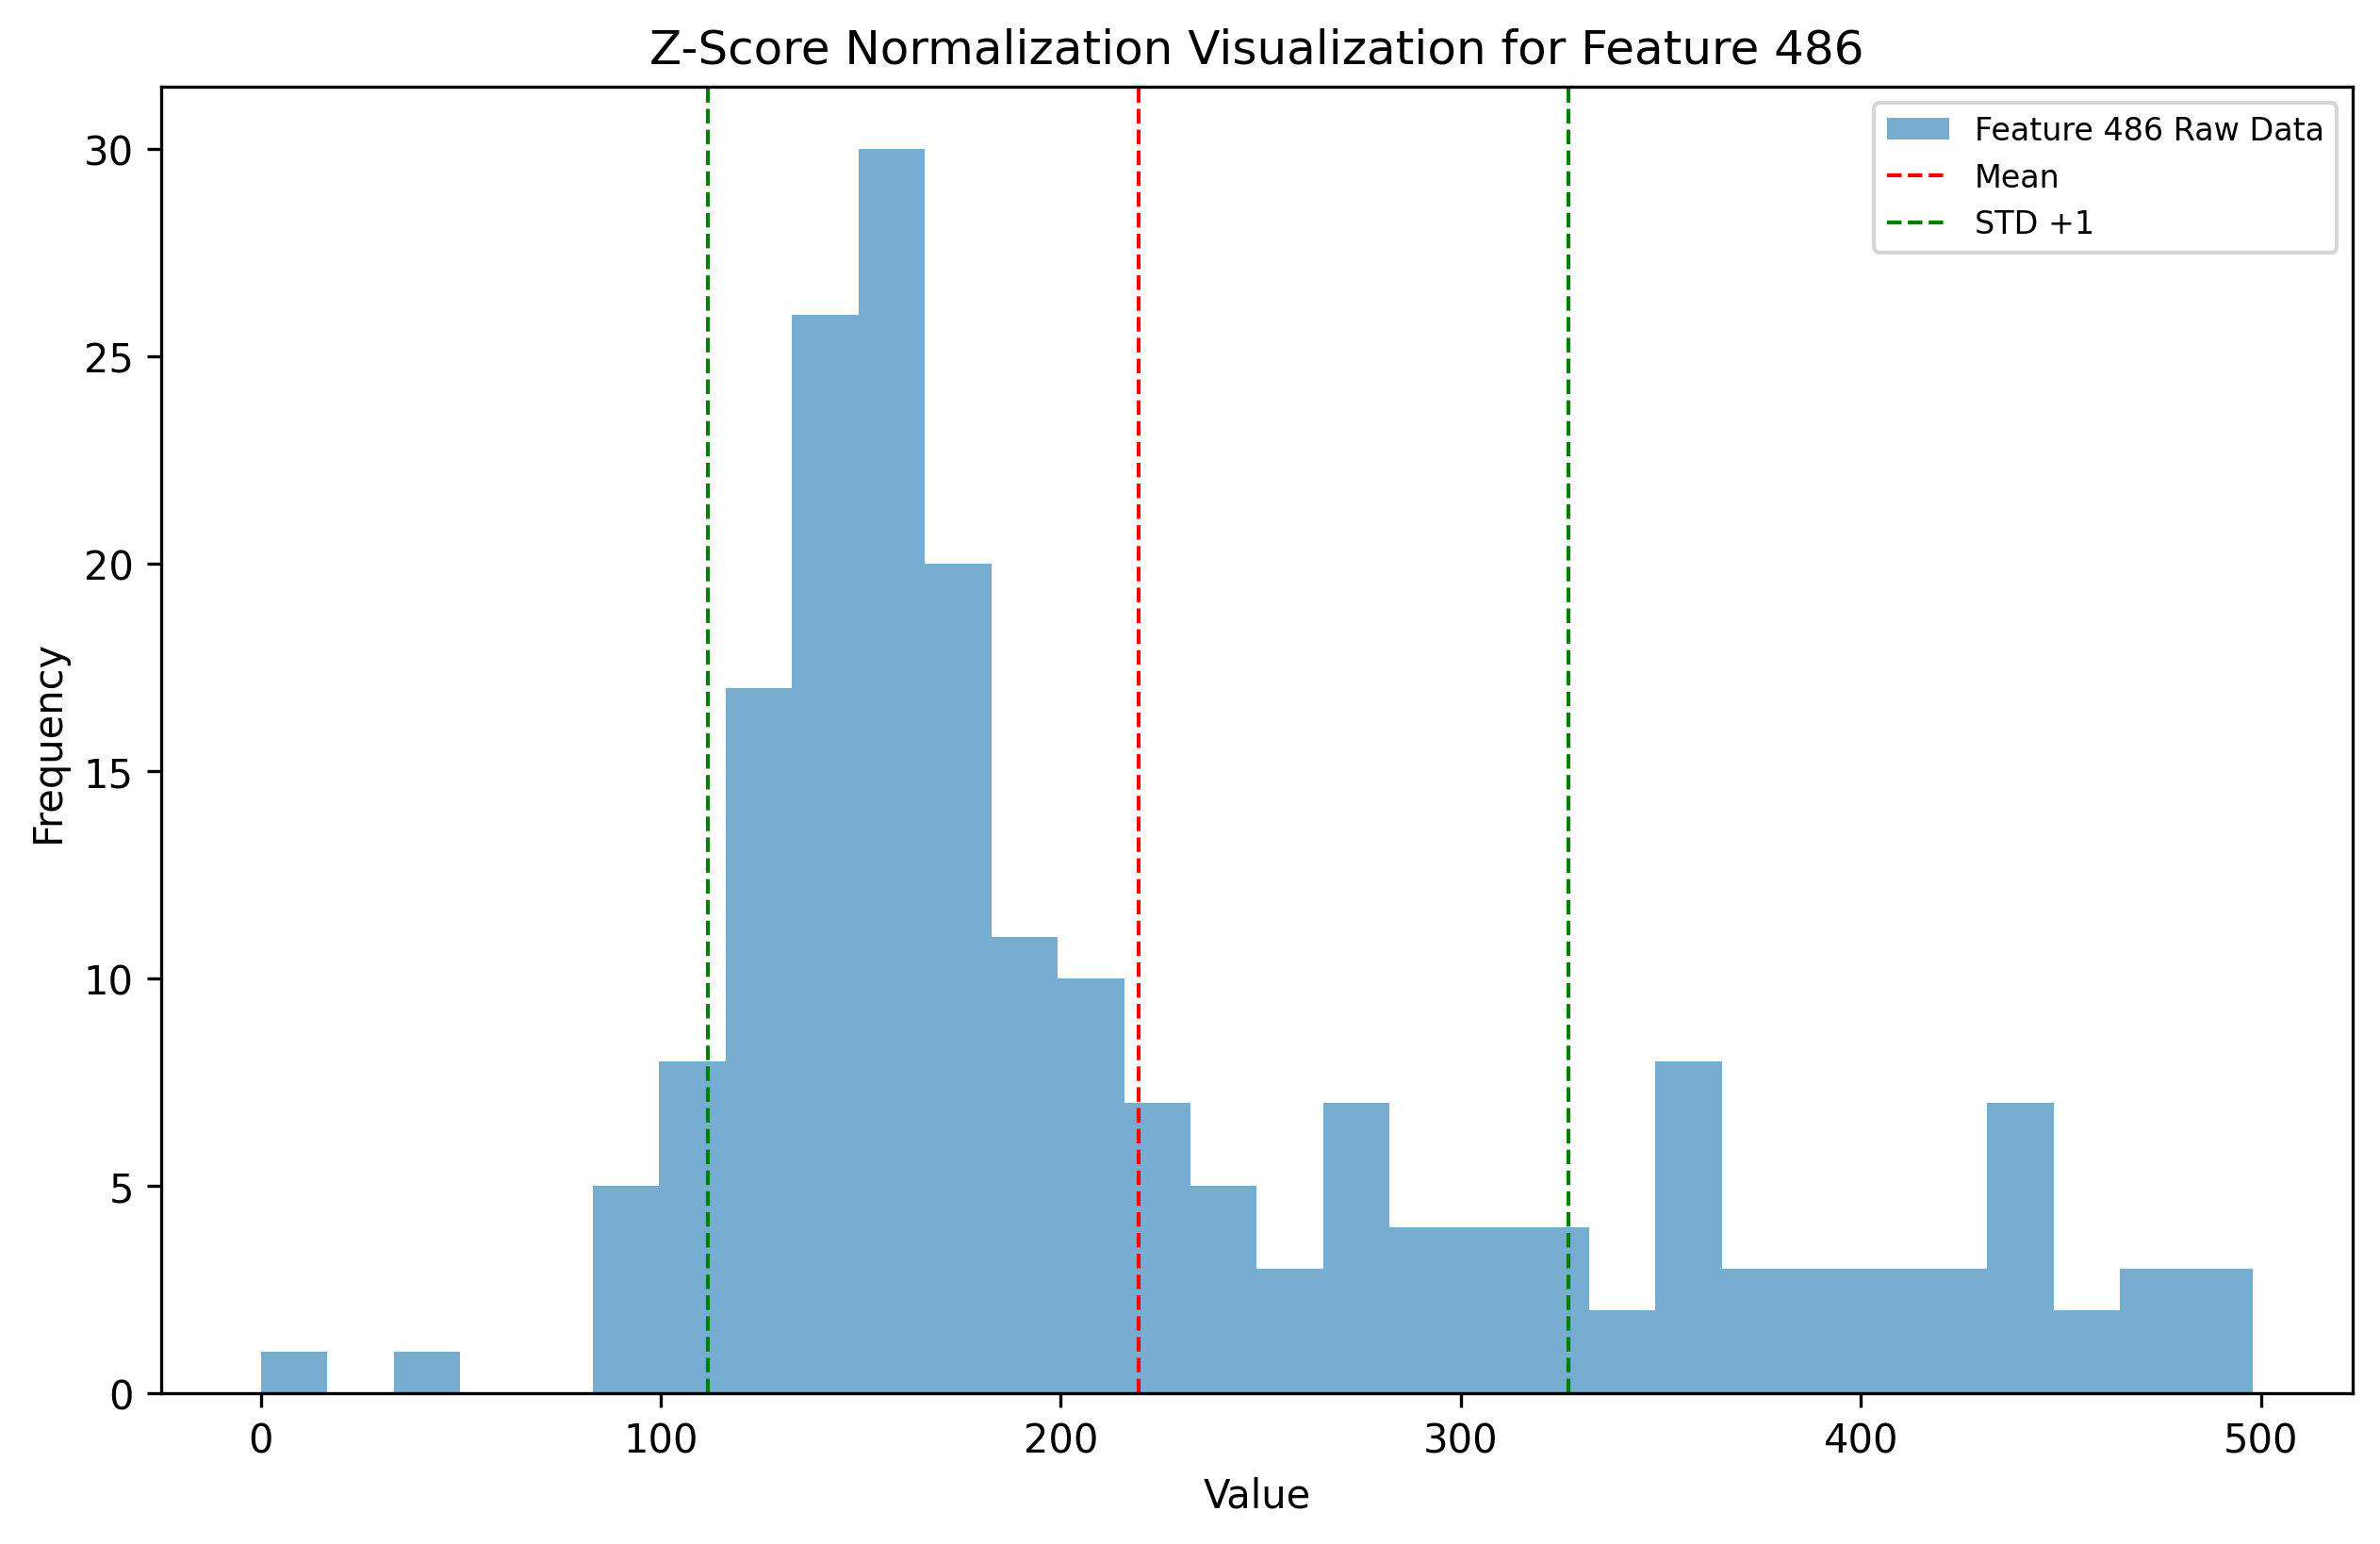 Z-Score Normalization Visualization for Feature 486
Feature 486 Raw Data
Mean
STD +1
30
25
20
15
10
5
0
Frequency
0 100 200 300 400 500
Value